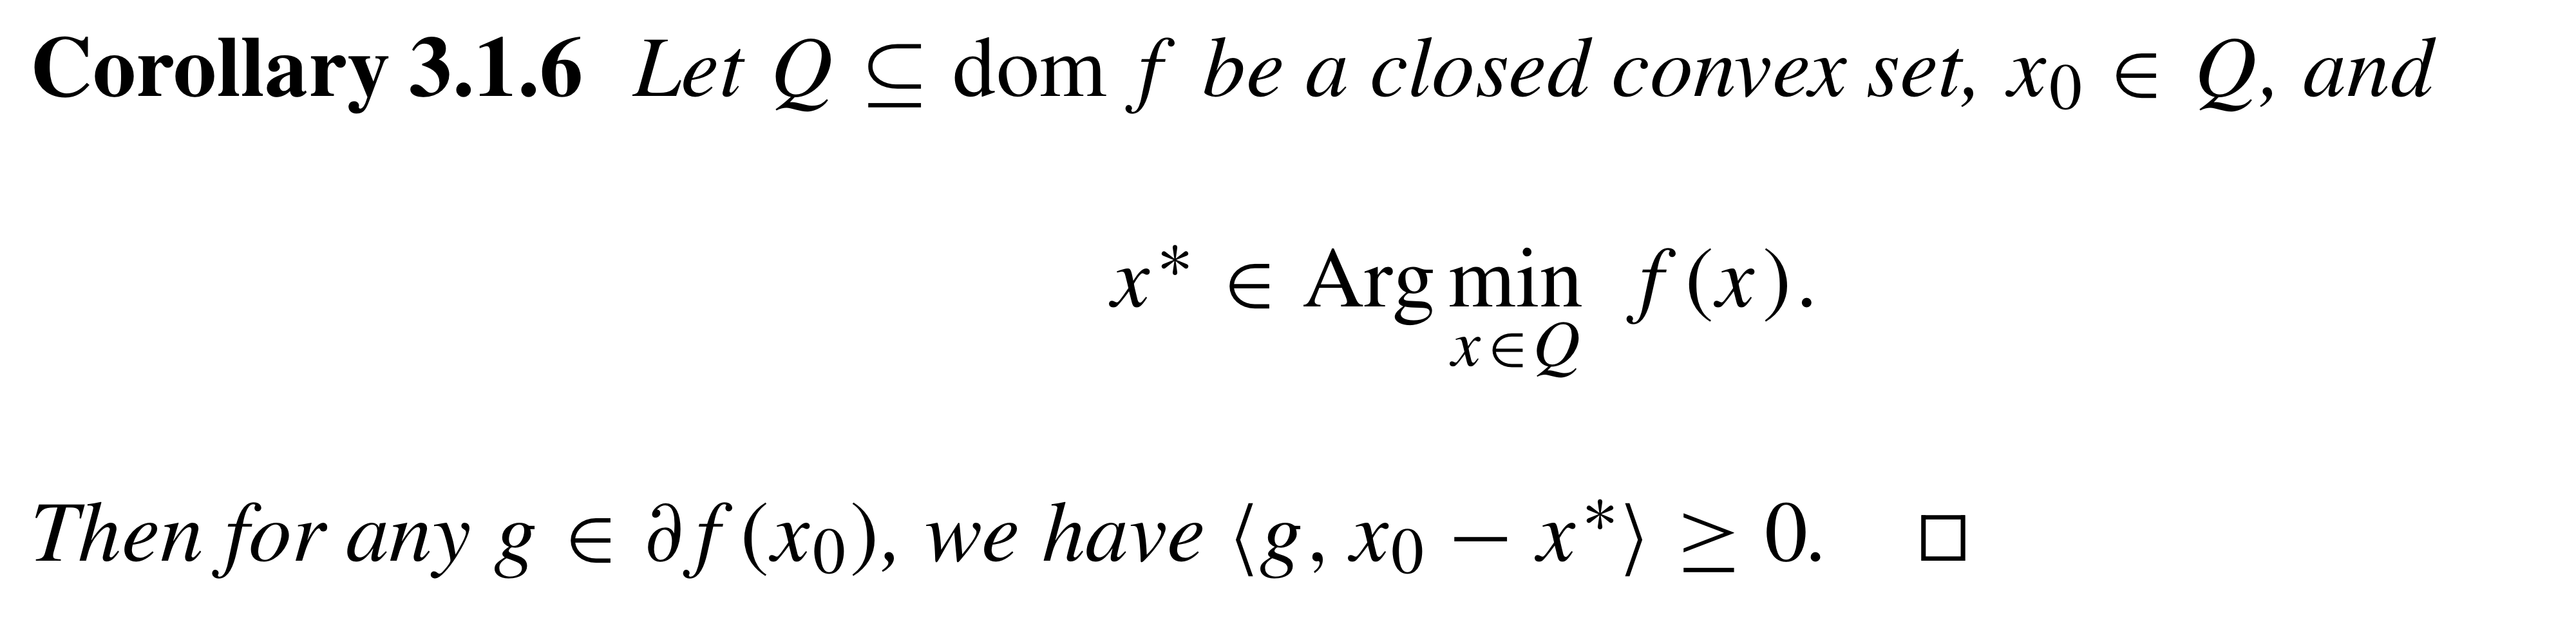 Corollary 3.1.6 Let Q ⊆ dom f be a closed convex set, x₀ ∈ Q, and
x* ∈ Arg min f(x).
x∈Q
Then for any g ∈ ∂f(x₀), we have ⟨g, x₀ − x*⟩ ≥ 0. □